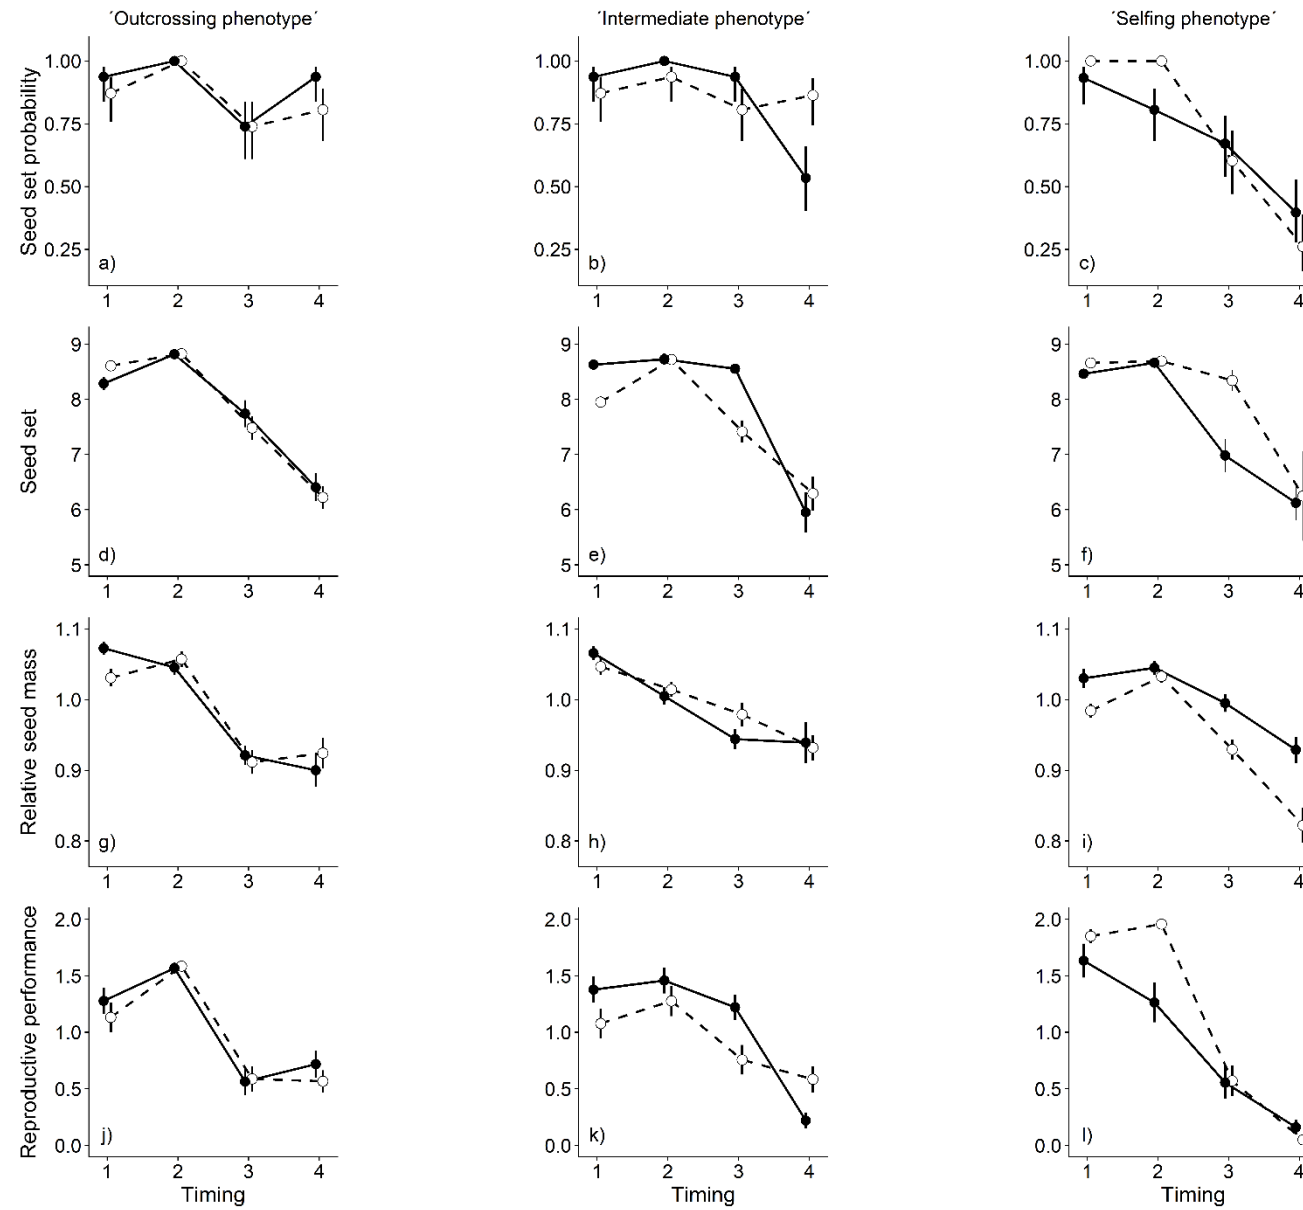 ´Outcrossing phenotype´
´Intermediate phenotype´
´Selfing phenotype´
Seed set probability
1.00
0.75
0.50
0.25
a)
1 2 3 4
1.00
0.75
0.50
0.25
b)
1 2 3 4
1.00
0.75
0.50
0.25
c)
1 2 3 4
Seed set
9
8
7
6
5
d)
1 2 3 4
9
8
7
6
5
e)
1 2 3 4
9
8
7
6
5
f)
1 2 3 4
Relative seed mass
1.1
1.0
0.9
0.8
g)
1 2 3 4
1.1
1.0
0.9
0.8
h)
1 2 3 4
1.1
1.0
0.9
0.8
i)
1 2 3 4
Reproductive performance
2.0
1.5
1.0
0.5
0.0
j)
1 2 3 4
Timing
2.0
1.5
1.0
0.5
0.0
k)
1 2 3 4
Timing
2.0
1.5
1.0
0.5
0.0
l)
1 2 3 4
Timing